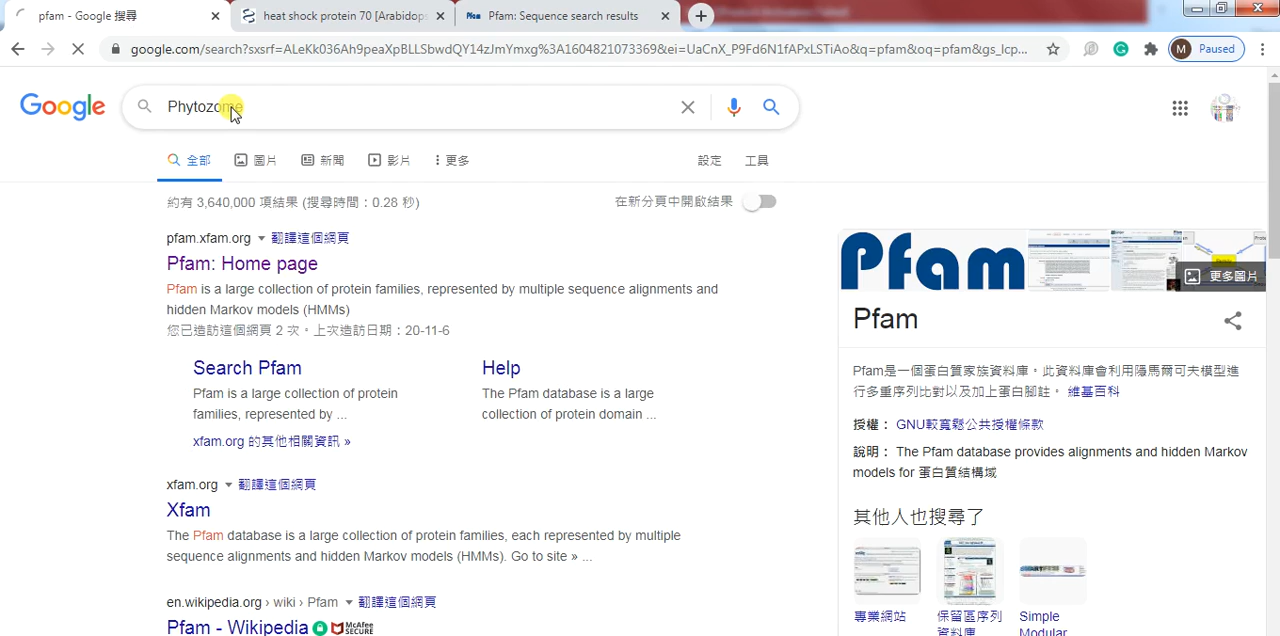 pfam - Google 搜尋
heat shock protein 70 [Arabidops
Pfam: Sequence search results
google.com/search?sxsrf=ALeKk036Ah9peaXpBLLSbwdQY14zJmYmxg%3A1604821073369&ei=UaCnX_P9Fd6N1fAPxLSTiAo&q=pfam&oq=pfam&gs_lcp...
M Paused
Google
Phytozome
全部 圖片 新聞 影片 更多 設定 工具
約有 3,640,000 項結果 (搜尋時間：0.28 秒)
在新分頁中開啟結果
pfam.xfam.org 翻譯這個網頁
Pfam: Home page
Pfam is a large collection of protein families, represented by multiple sequence alignments and
hidden Markov models (HMMs)
您已造訪這個網頁 2 次。上次造訪日期：20-11-6
Search Pfam
Pfam is a large collection of protein
families, represented by ...
Help
The Pfam database is a large
collection of protein domain ...
xfam.org 的其他相關資訊 »
xfam.org 翻譯這個網頁
Xfam
The Pfam database is a large collection of protein families, each represented by multiple
sequence alignments and hidden Markov models (HMMs). More » ...
en.wikipedia.org Pfam 翻譯這個網頁
Pfam - Wikipedia
SECURE
Pfam
更多圖片
Pfam
Pfam是一個蛋白質家族資料庫。此資料庫會利用隱馬爾可夫模型進
行多重序列比對以及加上蛋白腳註。 維基百科
授權： GNU較寬鬆公共授權條款
說明： The Pfam database provides alignments and hidden Markov
models for 蛋白質結構域
其他人也搜尋了
專業網站
保留區序列
資料庫
Simple
Modular